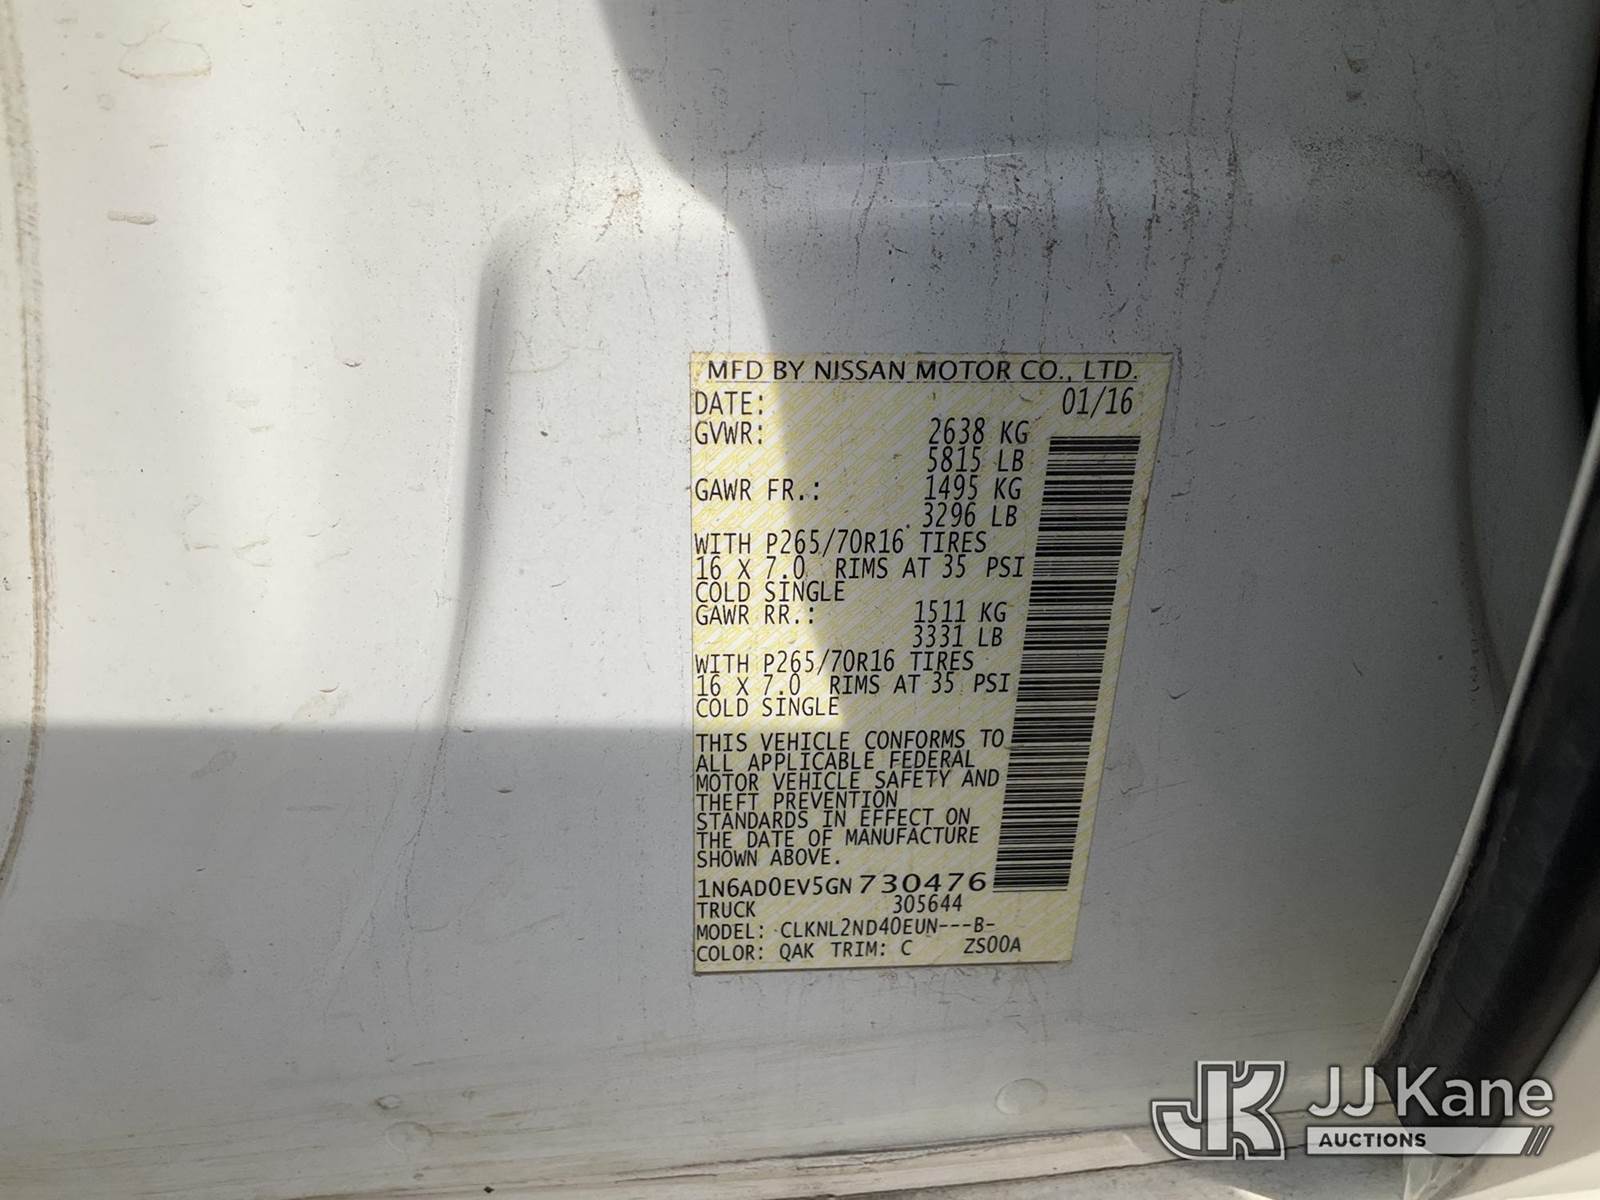 MFD BY NISSAN MOTOR CO., LTD.
DATE: 01/16
GVWR: 2638 KG
5815 LB
GAWR FR.: 1495 KG
3296 LB
WITH P265/70R16 TIRES
16 X 7.0 RIMS AT 35 PSI
COLD SINGLE
GAWR RR.: 1511 KG
3331 LB
WITH P265/70R16 TIRES
16 X 7.0 RIMS AT 35 PSI
COLD SINGLE
THIS VEHICLE CONFORMS TO
ALL APPLICABLE FEDERAL
MOTOR VEHICLE SAFETY AND
THEFT PREVENTION
STANDARDS IN EFFECT ON
THE DATE OF MANUFACTURE
SHOWN ABOVE.
1N6AD0EV5GN730476
TRUCK 305644
MODEL: CLKNL2ND40EUN---B-
COLOR: QAK TRIM: C ZS00A
JK JJ Kane
AUCTIONS